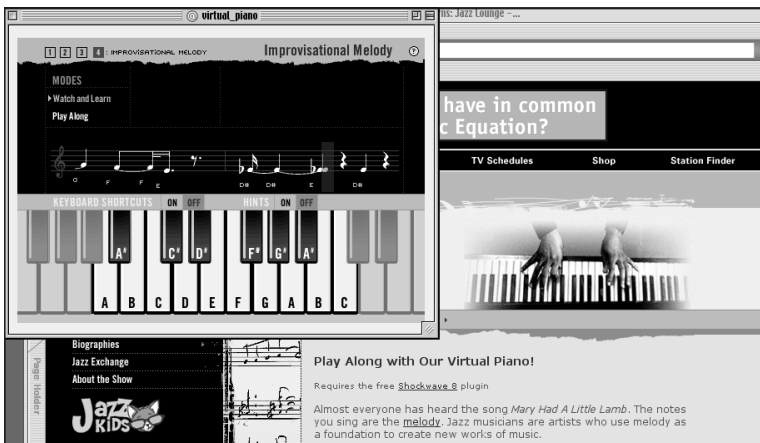 virtual_piano
ns: Jazz Lounge –...
1 2 3 4 : IMPROVISATIONAL MELODY
Improvisational Melody
?
MODES
Watch and Learn
Play Along
G F F E D# D# E D#
KEYBOARD SHORTCUTS ON OFF HINTS ON OFF
A# C# D# F# G# A#
A B C D E F G A B C
have in common
c Equation?
TV Schedules Shop Station Finder
Biographies
Jazz Exchange
About the Show
Page Holder
JaZZ
KiDS
Play Along with Our Virtual Piano!
Requires the free Shockwave 8 plugin
Almost everyone has heard the song Mary Had A Little Lamb. The notes
you sing are the melody. Jazz musicians are artists who use melody as
a foundation to create new works of music.